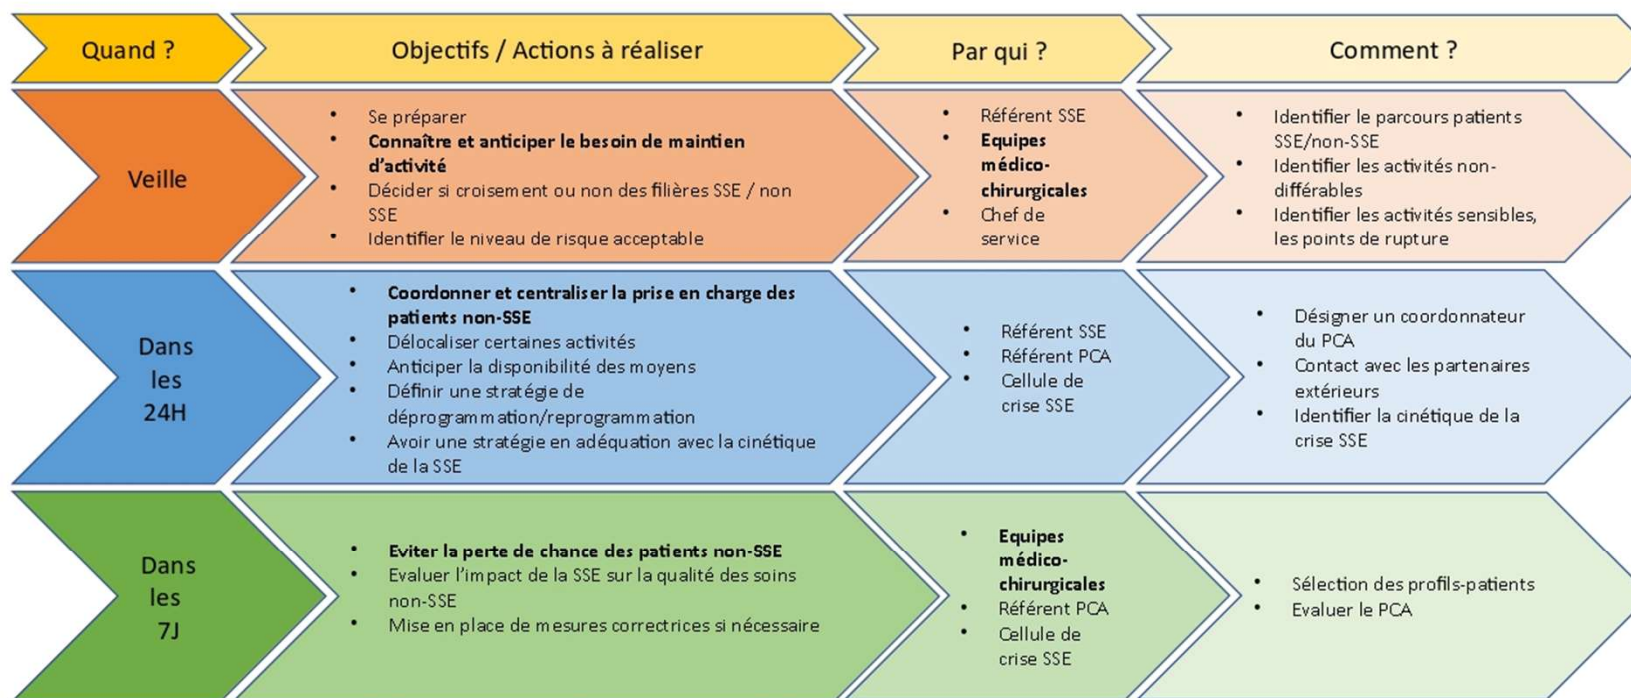 Quand ?
Objectifs / Actions à réaliser
Par qui ?
Comment ?
Veille
• Se préparer
• Connaître et anticiper le besoin de maintien
d'activité
• Décider si croisement ou non des filières SSE / non
SSE
• Identifier le niveau de risque acceptable
• Référent SSE
• Equipes
médico-
chirurgicales
• Chef de
service
• Identifier le parcours patients
SSE/non-SSE
• Identifier les activités non-
différables
• Identifier les activités sensibles,
les points de rupture
Dans
les
24H
• Coordonner et centraliser la prise en charge des
patients non-SSE
• Délocaliser certaines activités
• Anticiper la disponibilité des moyens
• Définir une stratégie de
déprogrammation/reprogrammation
• Avoir une stratégie en adéquation avec la cinétique
de la SSE
• Référent SSE
• Référent PCA
• Cellule de
crise SSE
• Désigner un coordonnateur
du PCA
• Contact avec les partenaires
extérieurs
• Identifier la cinétique de la
crise SSE
Dans
les
7J
• Eviter la perte de chance des patients non-SSE
• Evaluer l'impact de la SSE sur la qualité des soins
non-SSE
• Mise en place de mesures correctrices si nécessaire
• Equipes
médico-
chirurgicales
• Référent PCA
• Cellule de
crise SSE
• Sélection des profils-patients
• Evaluer le PCA